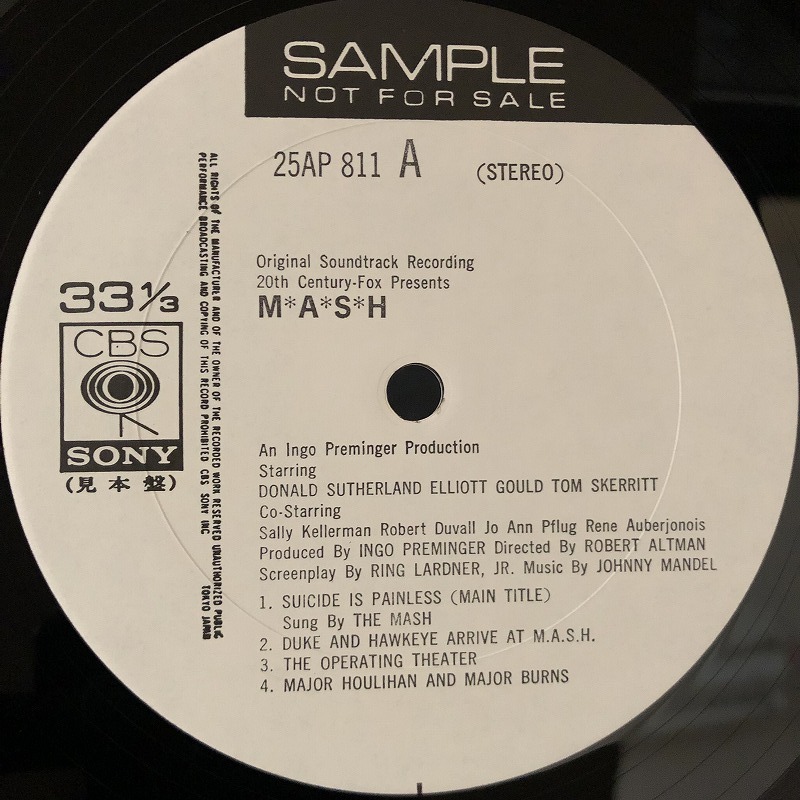 SAMPLE
NOT FOR SALE
25AP 811 A (STEREO)
Original Soundtrack Recording
20th Century-Fox Presents
M*A*S*H
33⅓
CBS
SONY
(見本盤)
ALL RIGHTS OF THE MANUFACTURER AND OF THE OWNER OF THE RECORDED WORK RESERVED UNAUTHORIZED PUBLIC
PERFORMANCE BROADCASTING AND COPYING OF THIS RECORD PROHIBITED CBS SONY INC TOKYO JAPAN
An Ingo Preminger Production
Starring
DONALD SUTHERLAND ELLIOTT GOULD TOM SKERRITT
Co-Starring
Sally Kellerman Robert Duvall Jo Ann Pflug Rene Auberjonois
Produced By INGO PREMINGER Directed By ROBERT ALTMAN
Screenplay By RING LARDNER, JR. Music By JOHNNY MANDEL
1. SUICIDE IS PAINLESS (MAIN TITLE)
Sung By THE MASH
2. DUKE AND HAWKEYE ARRIVE AT M.A.S.H.
3. THE OPERATING THEATER
4. MAJOR HOULIHAN AND MAJOR BURNS